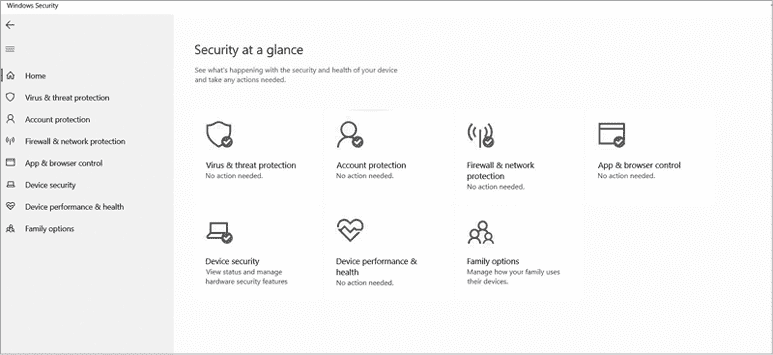 Windows Security
Home
Virus & threat protection
Account protection
Firewall & network protection
App & browser control
Device security
Device performance & health
Family options
Security at a glance
See what's happening with the security and health of your device
and take any actions needed.
Virus & threat protection
No action needed.
Account protection
No action needed.
Firewall & network
protection
No action needed.
App & browser control
No action needed.
Device security
View status and manage
hardware security features
Device performance &
health
No action needed.
Family options
Manage how your family uses
their devices.